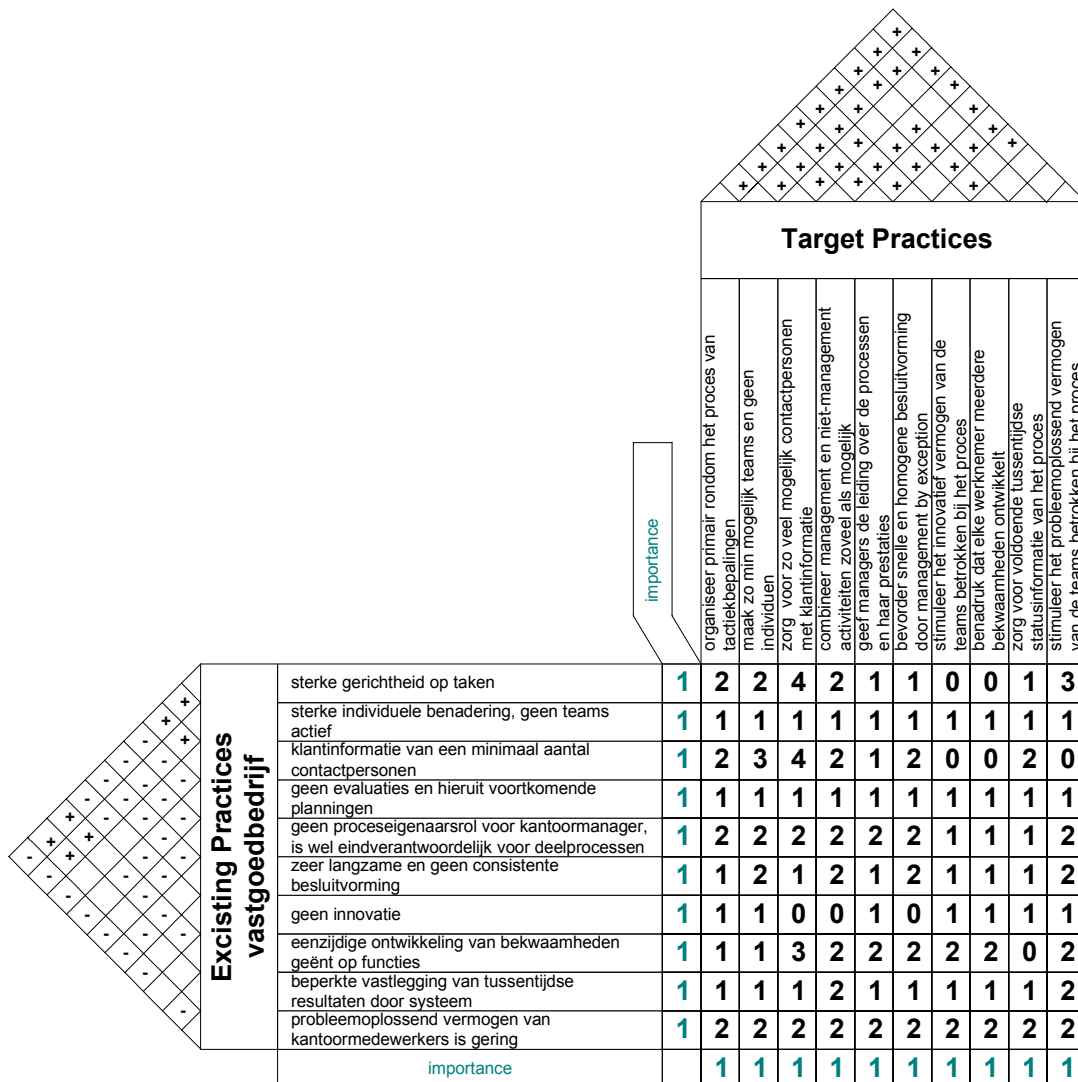 Target Practices
importance
organiseer primair rondom het proces van
tactiekbepalingen
maak zo min mogelijk teams en geen
individuen
zorg voor zo veel mogelijk contactpersonen
met klantinformatie
combineer management en niet-management
activiteiten zoveel als mogelijk
geef managers de leiding over de processen
en haar prestaties
bevorder snelle en homogene besluitvorming
door management by exception
stimuleer het innovatief vermogen van de
teams betrokken bij het proces
benadruk dat elke werknemer meerdere
bekwaamheden ontwikkelt
zorg voor voldoende tussentijdse
statusinformatie van het proces
stimuleer het probleemoplossend vermogen
van de teams betrokken bij het proces
Excisting Practices
vastgoedbedrijf
sterke gerichtheid op taken 1 2 2 4 2 1 1 0 0 1 3
sterke individuele benadering, geen teams
actief 1 1 1 1 1 1 1 1 1 1 1
klantinformatie van een minimaal aantal
contactpersonen 1 2 3 4 2 1 2 0 0 2 0
geen evaluaties en hieruit voortkomende
planningen 1 1 1 1 1 1 1 1 1 1 1
geen proceseigenaarsrol voor kantoormanager,
is wel eindverantwoordelijk voor deelprocessen 1 2 2 2 2 2 2 1 1 1 2
zeer langzame en geen consistente
besluitvorming 1 1 2 1 2 1 2 1 1 1 2
geen innovatie 1 1 1 0 0 1 0 1 1 1 1
eenzijdige ontwikkeling van bekwaamheden
geënt op functies 1 1 1 3 2 2 2 2 2 0 2
beperkte vastlegging van tussentijdse
resultaten door systeem 1 1 1 1 2 1 1 1 1 1 2
probleemoplossend vermogen van
kantoormedewerkers is gering 1 2 2 2 2 2 2 2 2 2 2
importance 1 1 1 1 1 1 1 1 1 1